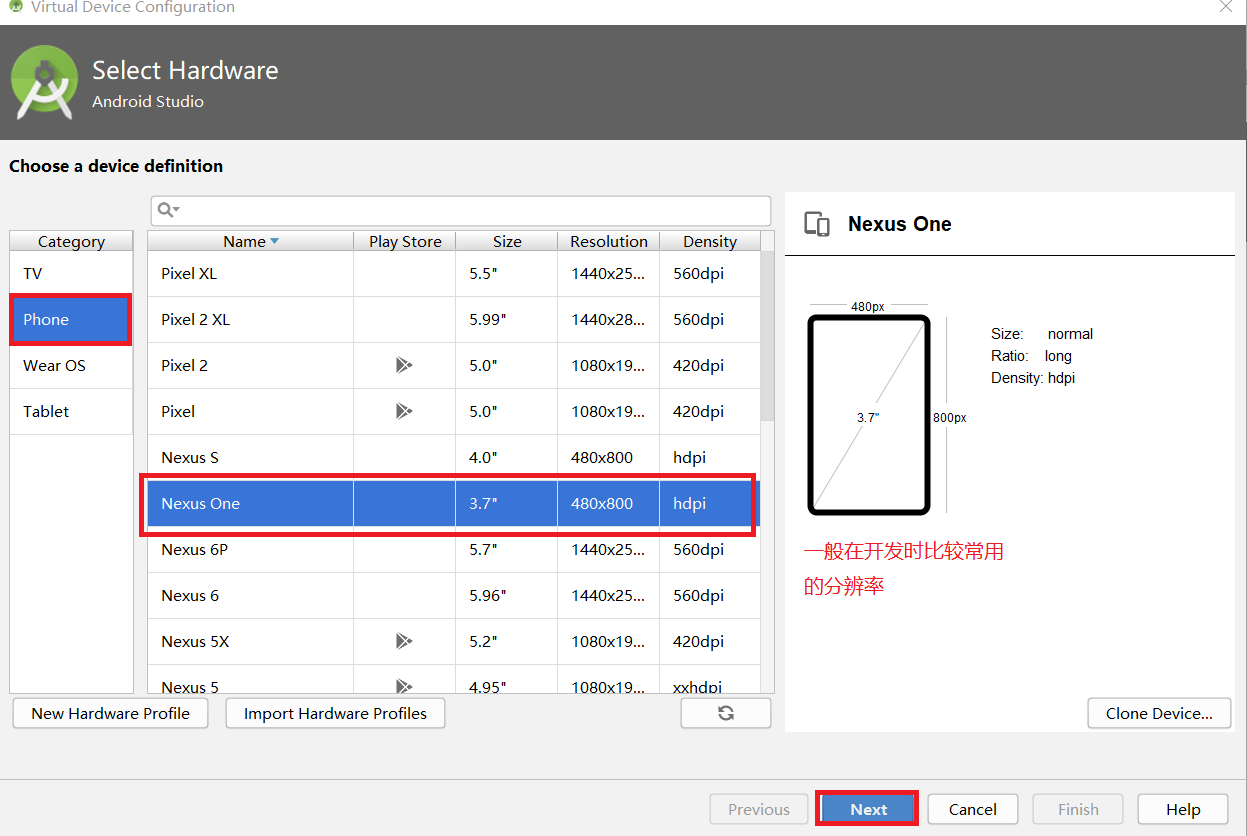 Virtual Device Configuration
Select Hardware
Android Studio
Choose a device definition
Category
TV
Phone
Wear OS
Tablet
Name Play Store Size Resolution Density
Pixel XL 5.5" 1440x25... 560dpi
Pixel 2 XL 5.99" 1440x28... 560dpi
Pixel 2 5.0" 1080x19... 420dpi
Pixel 5.0" 1080x19... 420dpi
Nexus S 4.0" 480x800 hdpi
Nexus One 3.7" 480x800 hdpi
Nexus 6P 5.7" 1440x25... 560dpi
Nexus 6 5.96" 1440x25... 560dpi
Nexus 5X 5.2" 1080x19... 420dpi
Nexus 5 4.95" 1080x19... xxhdpi
New Hardware Profile Import Hardware Profiles
Nexus One
480px
3.7"
800px
Size: normal
Ratio: long
Density: hdpi
一般在开发时比较常用
的分辨率
Clone Device...
Previous Next Cancel Finish Help